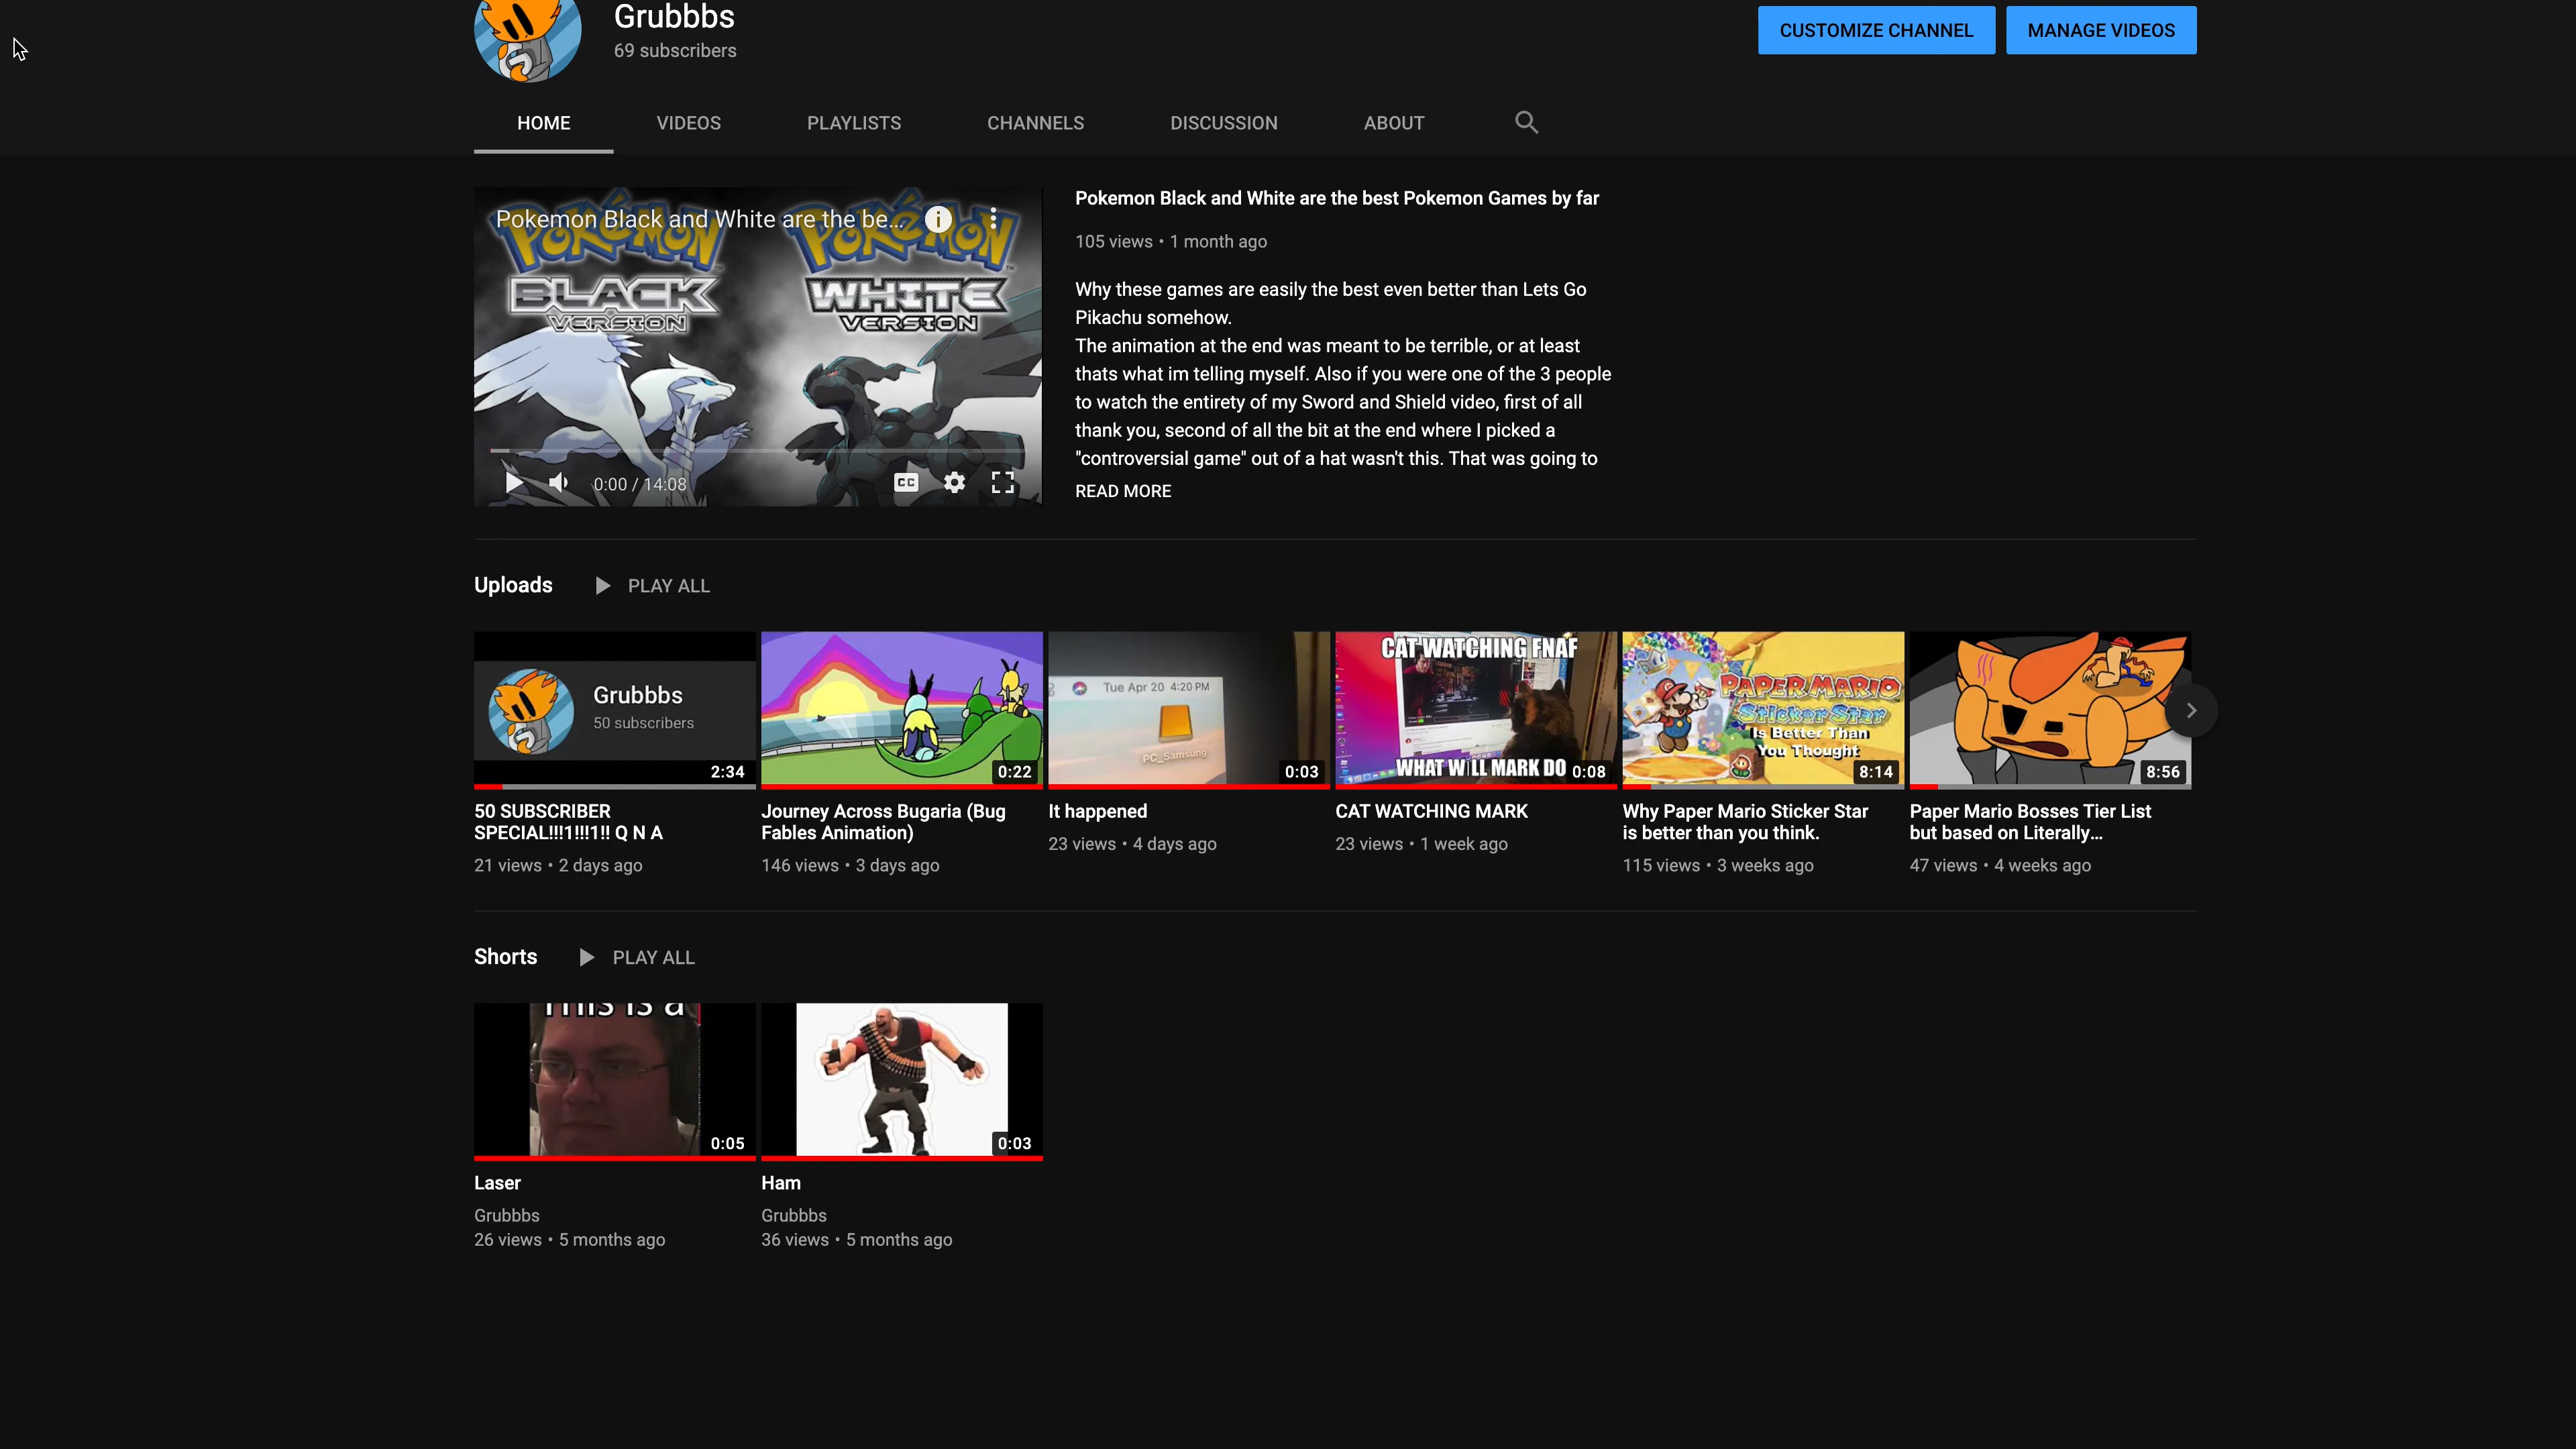 Grubbbs
69 subscribers
CUSTOMIZE CHANNEL
MANAGE VIDEOS
HOME
VIDEOS
PLAYLISTS
CHANNELS
DISCUSSION
ABOUT
Pokemon Black and White are the be...
POKéMON
BLACK
VERSION
POKéMON
WHITE
VERSION
0:00 / 14:08
CC
Pokemon Black and White are the best Pokemon Games by far
105 views • 1 month ago
Why these games are easily the best even better than Lets Go
Pikachu somehow.
The animation at the end was meant to be terrible, or at least
thats what im telling myself. Also if you were one of the 3 people
to watch the entirety of my Sword and Shield video, first of all
thank you, second of all the bit at the end where I picked a
"controversial game" out of a hat wasn't this. That was going to
READ MORE
Uploads
PLAY ALL
Grubbbs
50 subscribers
2:34
50 SUBSCRIBER
SPECIAL!!!1!!!1!! Q N A
21 views • 2 days ago
0:22
Journey Across Bugaria (Bug
Fables Animation)
146 views • 3 days ago
Tue Apr 20 4:20 PM
PC_Samsung
0:03
It happened
23 views • 4 days ago
CAT WATCHING FNAF
WHAT WILL MARK DO
0:08
CAT WATCHING MARK
23 views • 1 week ago
PAPER MARIO
Sticker Star
Is Better Than
You Thought
8:14
Why Paper Mario Sticker Star
is better than you think.
115 views • 3 weeks ago
8:56
Paper Mario Bosses Tier List
but based on Literally...
47 views • 4 weeks ago
Shorts
PLAY ALL
This is a
0:05
Laser
Grubbbs
26 views • 5 months ago
0:03
Ham
Grubbbs
36 views • 5 months ago